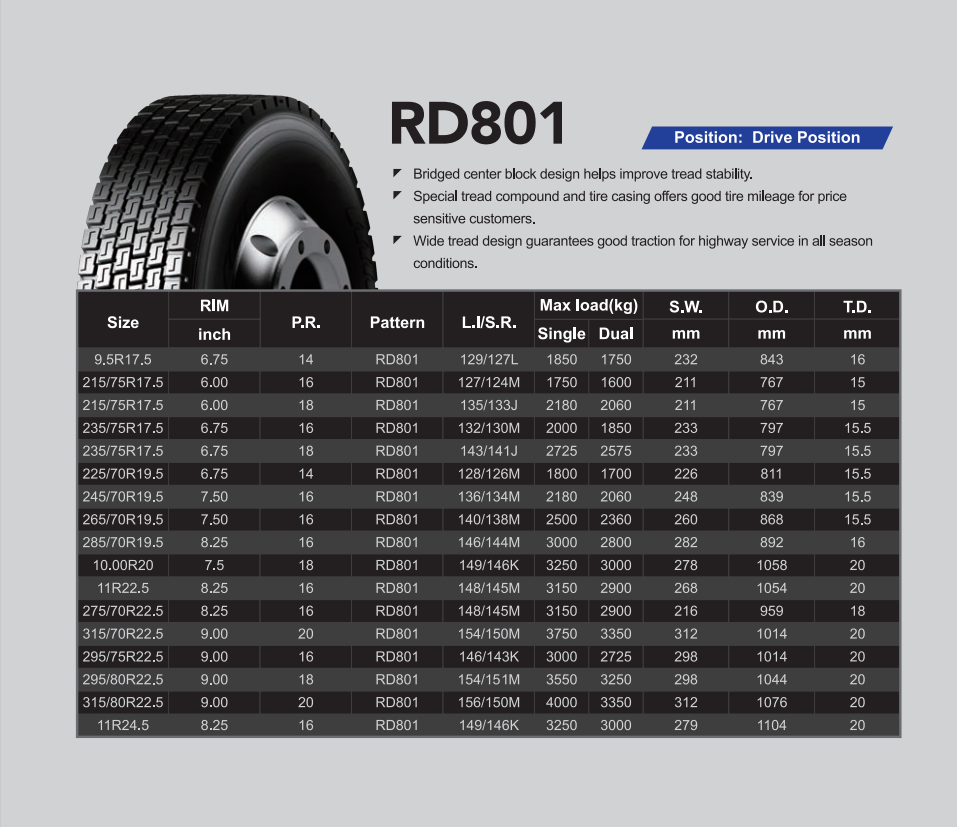 RD801
Position: Drive Position
Bridged center block design helps improve tread stability.
Special tread compound and tire casing offers good tire mileage for price
sensitive customers.
Wide tread design guarantees good traction for highway service in all season
conditions.
Size RIM inch P.R. Pattern L.I/S.R. Max load(kg) Single Dual S.W. mm O.D. mm T.D. mm
9.5R17.5 6.75 14 RD801 129/127L 1850 1750 232 843 16
215/75R17.5 6.00 16 RD801 127/124M 1750 1600 211 767 15
215/75R17.5 6.00 18 RD801 135/133J 2180 2060 211 767 15
235/75R17.5 6.75 16 RD801 132/130M 2000 1850 233 797 15.5
235/75R17.5 6.75 18 RD801 143/141J 2725 2575 233 797 15.5
225/70R19.5 6.75 14 RD801 128/126M 1800 1700 226 811 15.5
245/70R19.5 7.50 16 RD801 136/134M 2180 2060 248 839 15.5
265/70R19.5 7.50 16 RD801 140/138M 2500 2360 260 868 15.5
285/70R19.5 8.25 16 RD801 146/144M 3000 2800 282 892 16
10.00R20 7.5 18 RD801 149/146K 3250 3000 278 1058 20
11R22.5 8.25 16 RD801 148/145M 3150 2900 268 1054 20
275/70R22.5 8.25 16 RD801 148/145M 3150 2900 216 959 18
315/70R22.5 9.00 20 RD801 154/150M 3750 3350 312 1014 20
295/75R22.5 9.00 16 RD801 146/143K 3000 2725 298 1014 20
295/80R22.5 9.00 18 RD801 154/151M 3550 3250 298 1044 20
315/80R22.5 9.00 20 RD801 156/150M 4000 3350 312 1076 20
11R24.5 8.25 16 RD801 149/146K 3250 3000 279 1104 20